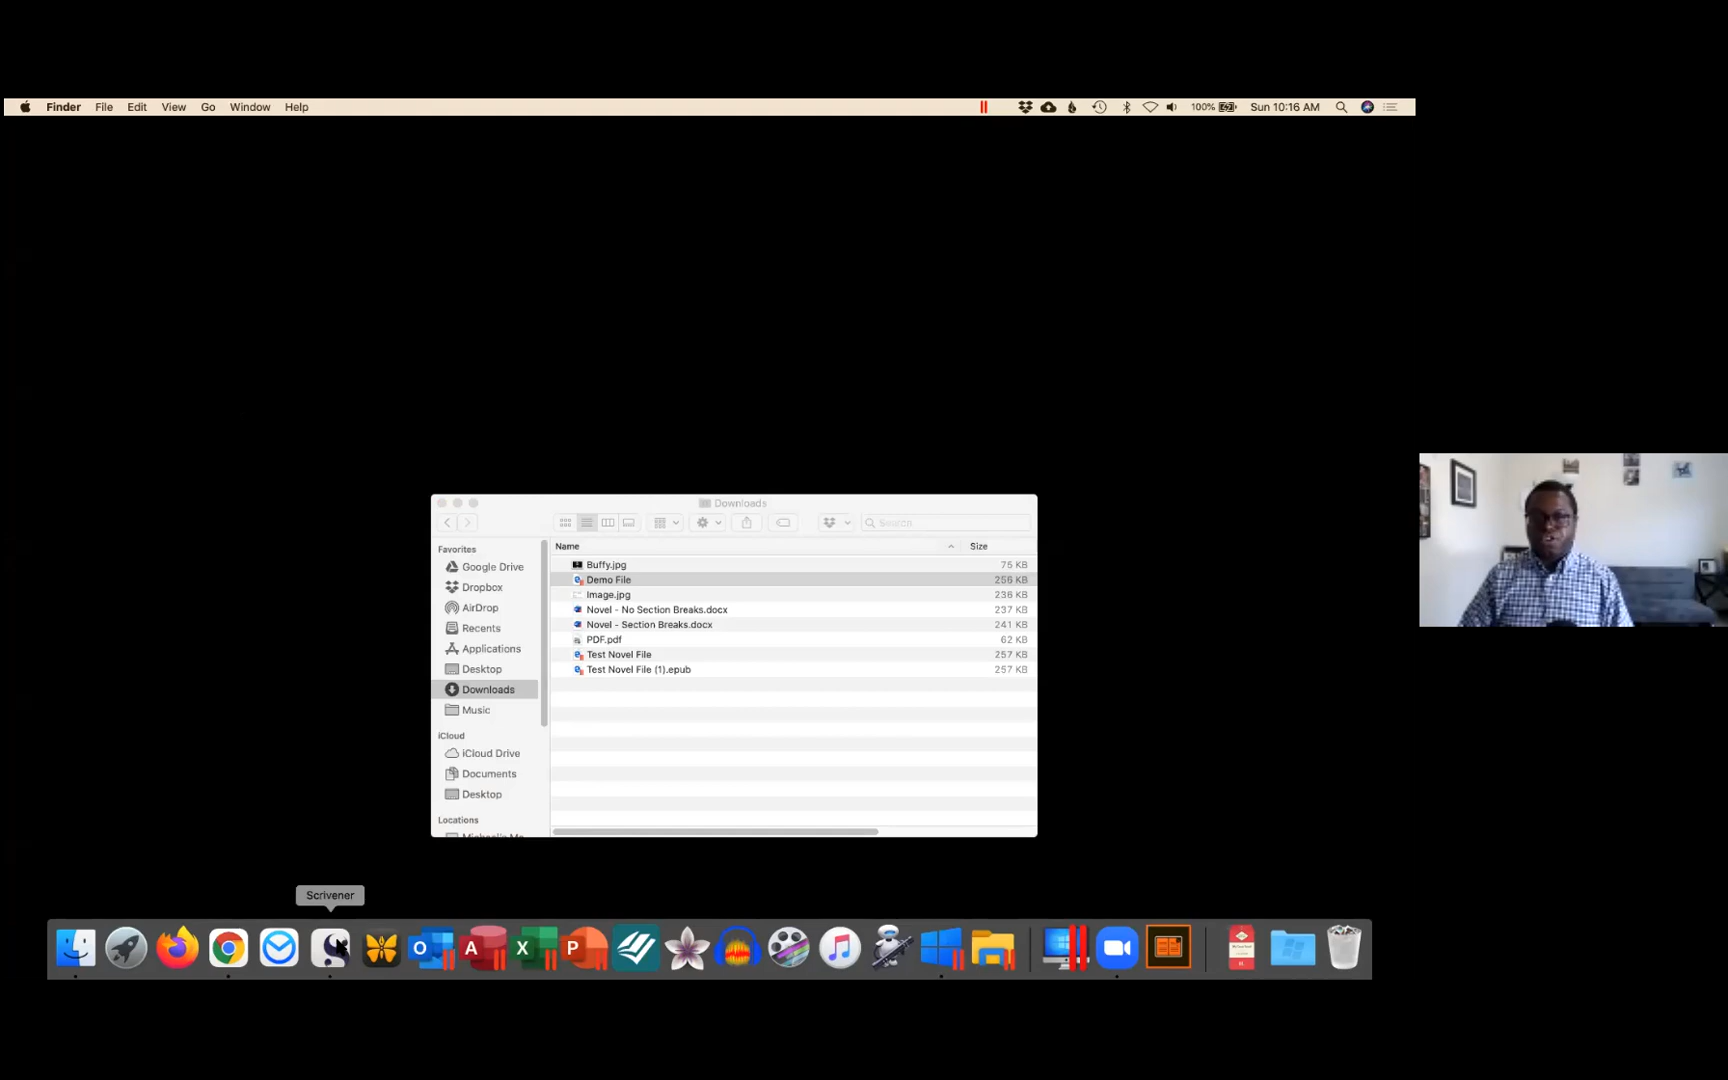 Finder File Edit View Go Window Help 100% Sun 10:16 AM
Downloads
Search
Favorites
Google Drive
Dropbox
AirDrop
Recents
Applications
Desktop
Downloads
Music
iCloud
iCloud Drive
Documents
Desktop
Locations
Michael's Ma...
Name Size
Buffy.jpg 75 KB
Demo File 256 KB
Image.jpg 236 KB
Novel - No Section Breaks.docx 237 KB
Novel - Section Breaks.docx 241 KB
PDF.pdf 62 KB
Test Novel File 257 KB
Test Novel File (1).epub 257 KB
Scrivener
O A X P